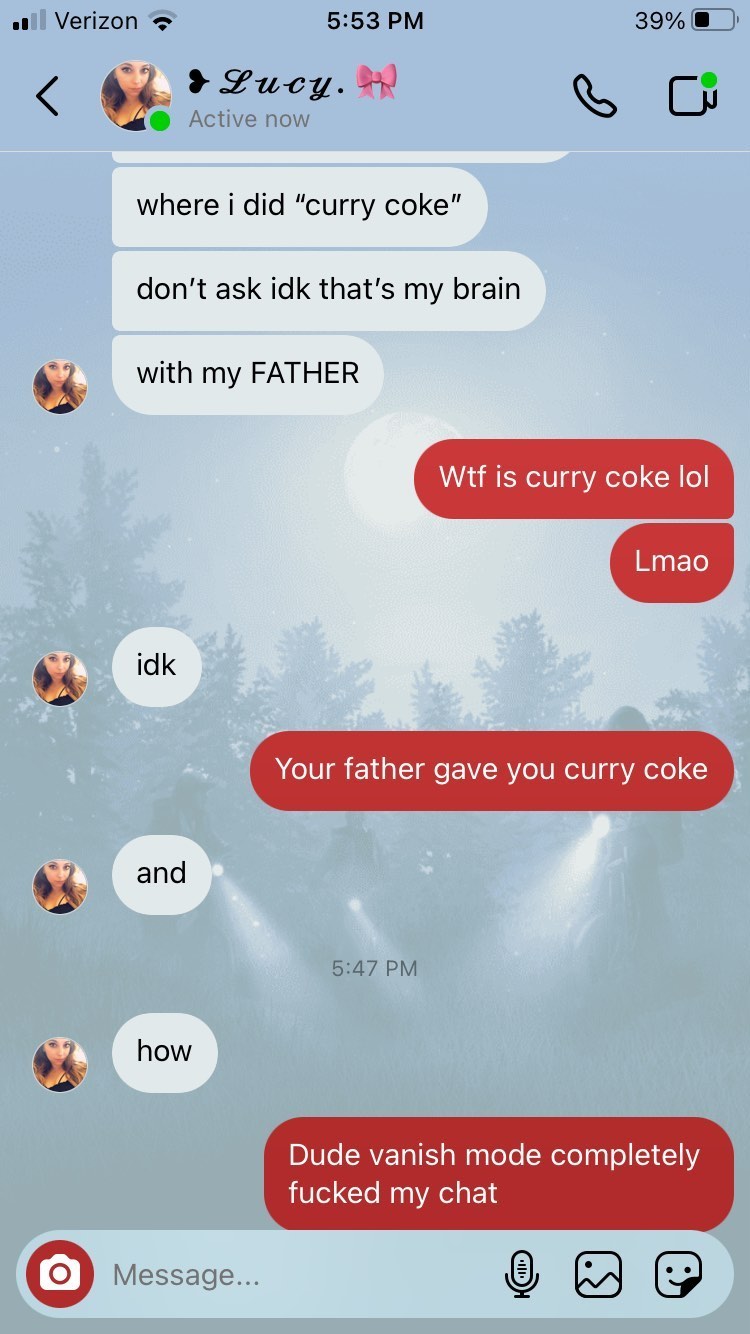 Verizon
5:53 PM
39%
❥ 𝓛𝓾𝓬𝔂. 🎀
Active now
where i did “curry coke”
don’t ask idk that’s my brain
with my FATHER
Wtf is curry coke lol
Lmao
idk
Your father gave you curry coke
and
5:47 PM
how
Dude vanish mode completely
fucked my chat
Message...